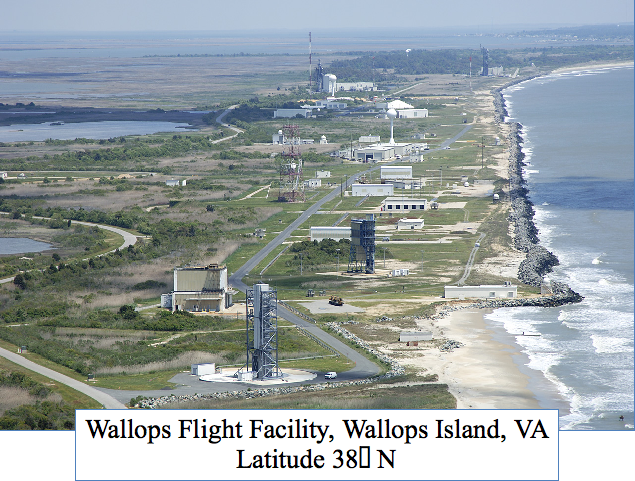 Wallops Flight Facility, Wallops Island, VA
Latitude 38▯ N